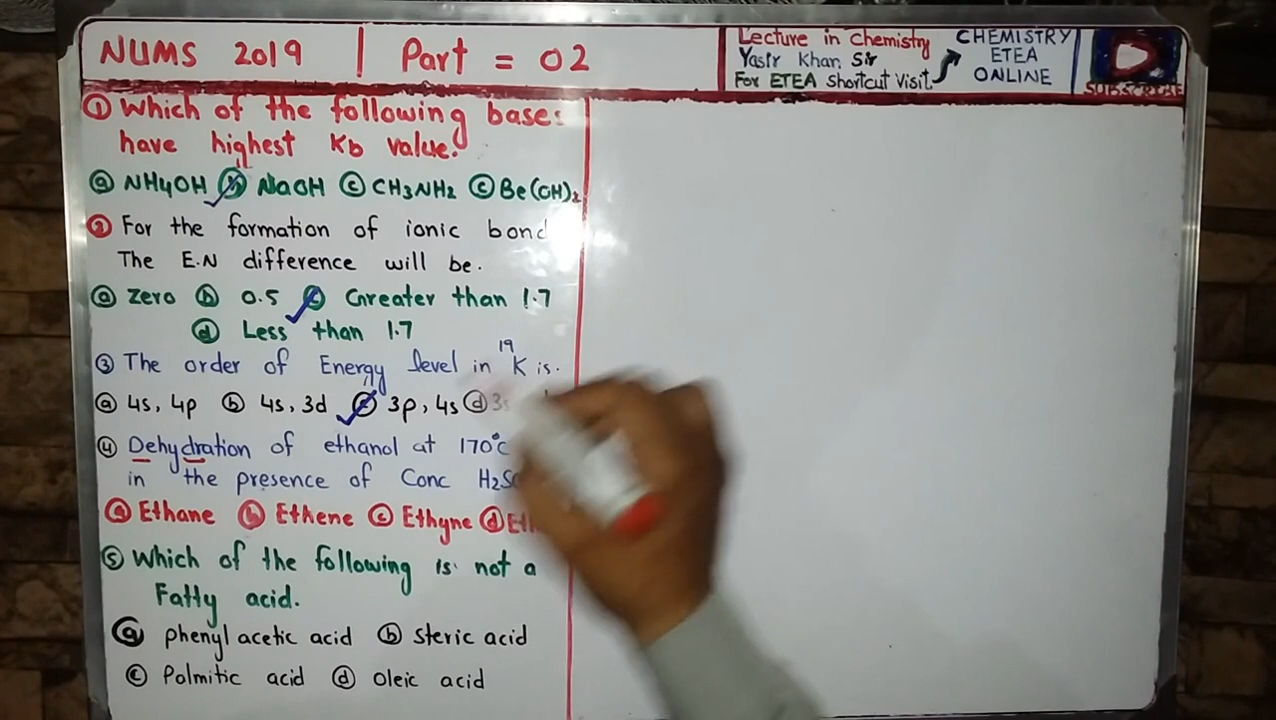 NUMS 2019 | Part = 02
Lecture in Chemistry
Yasir Khan Sir
For ETEA Shortcut Visit
CHEMISTRY
ETEA
ONLINE
SUBSCRIBE
① Which of the following bases
have highest Kb value.
ⓐ NH4OH ⓑ NaOH ⓒ CH3NH2 ⓒ Be(OH)2
② For the formation of ionic bond
The E.N difference will be.
ⓐ Zero ⓑ 0.5 ⓒ Greater than 1.7
ⓓ Less than 1.7
③ The order of Energy level in 19K is.
ⓐ 4s, 4p ⓑ 4s, 3d ⓒ 3p, 4s ⓓ 3s
④ Dehydration of ethanol at 170°C
in the presence of Conc
ⓐ Ethane ⓑ Ethene ⓒ Ethyne ⓓ
⑤ Which of the following is not a
Fatty acid.
ⓐ phenyl acetic acid ⓑ Steric acid
ⓒ Palmitic acid ⓓ Oleic acid